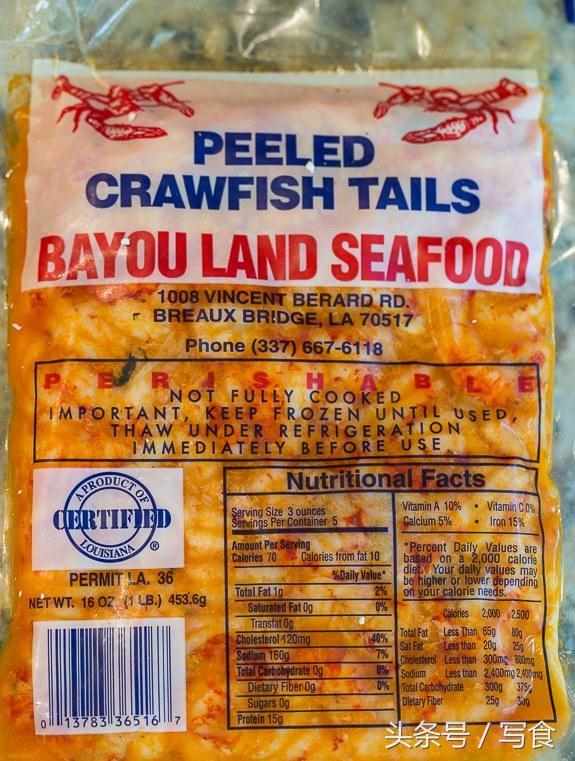 PEELED
CRAWFISH TAILS
BAYOU LAND SEAFOOD
1008 VINCENT BERARD RD.
BREAUX BRIDGE, LA 70517
Phone (337) 667-6118
PERISHABLE
NOT FULLY COOKED
IMPORTANT, KEEP FROZEN UNTIL USED,
THAW UNDER REFRIGERATION
IMMEDIATELY BEFORE USE
A PRODUCT OF
CERTIFIED
LOUISIANA
®
PERMIT LA. 36
NET WT. 16 OZ. (1 LB.) 453.6g
0 13783 36516 7
Nutritional Facts
Serving Size 3 ounces
Servings Per Container 5
Amount Per Serving
Calories 70 Calories from fat 10
%Daily Value*
Total Fat 1g 2%
Saturated Fat 0g 0%
Transfat 0g
Cholesterol 120mg 40%
Sodium 160g 7%
Total Carbohydrate 0g 0%
Dietary Fiber 0g 0%
Sugars 0g
Protein 15g
Vitamin A 10% • Vitamin C 0%
Calcium 5% • Iron 15%
*Percent Daily Values are
based on a 2,000 calorie
diet. Your daily values may
be higher or lower depending
on your calorie needs.
Calories 2,000 2,500
Total Fat Less Than 65g 80g
Sat Fat Less than 20g 25g
Cholesterol Less than 300mg 300mg
Sodium Less than 2,400mg 2,400mg
Total Carbohydrate 300g 375g
Dietary Fiber 25g 30g
头条号 / 写食